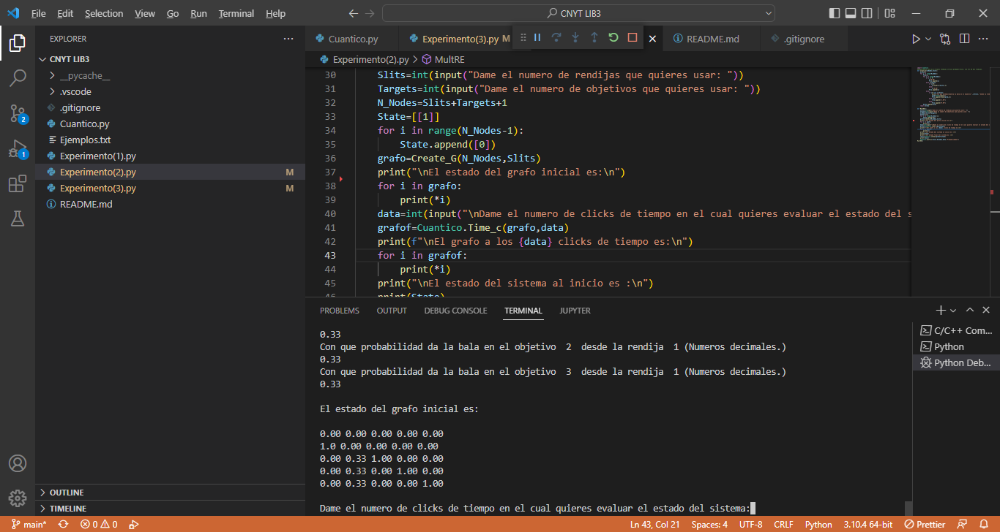 File Edit Selection View Go Run Terminal Help
CNYT LIB3
EXPLORER
CNYT LIB3
__pycache__
.vscode
.gitignore
Cuantico.py
Ejemplos.txt
Experimento(1).py
Experimento(2).py M
Experimento(3).py M
README.md
OUTLINE
TIMELINE
2
1
Cuantico.py
Experimento(3).py M
README.md
.gitignore
Experimento(2).py > MultRE
30 Slits=int(input("Dame el numero de rendijas que quieres usar: "))
31 Targets=int(input("Dame el numero de objetivos que quieres usar: "))
32 N_Nodes=Slits+Targets+1
33 State=[[1]]
34 for i in range(N_Nodes-1):
35 State.append([0])
36 grafo=Create_G(N_Nodes,Slits)
37 print("\nEl estado del grafo inicial es:\n")
38 for i in grafo:
39 print(*i)
40 data=int(input("\nDame el numero de clicks de tiempo en el cual quieres evaluar el estado del s
41 grafof=Cuantico.Time_c(grafo,data)
42 print(f"\nEl grafo a los {data} clicks de tiempo es:\n")
43 for i in grafof:
44 print(*i)
45 print("\nEl estado del sistema al inicio es :\n")
46 print(State)
PROBLEMS OUTPUT DEBUG CONSOLE TERMINAL JUPYTER
0.33
Con que probabilidad da la bala en el objetivo 2 desde la rendija 1 (Numeros decimales.)
0.33
Con que probabilidad da la bala en el objetivo 3 desde la rendija 1 (Numeros decimales.)
0.33
El estado del grafo inicial es:
0.00 0.00 0.00 0.00 0.00
1.0 0.00 0.00 0.00 0.00
0.00 0.33 1.00 0.00 0.00
0.00 0.33 0.00 1.00 0.00
0.00 0.33 0.00 0.00 1.00
Dame el numero de clicks de tiempo en el cual quieres evaluar el estado del sistema:
C/C++ Com...
Python
Python Deb...
main* 0 0 Ln 43, Col 21 Spaces: 4 UTF-8 CRLF Python 3.10.4 64-bit Prettier